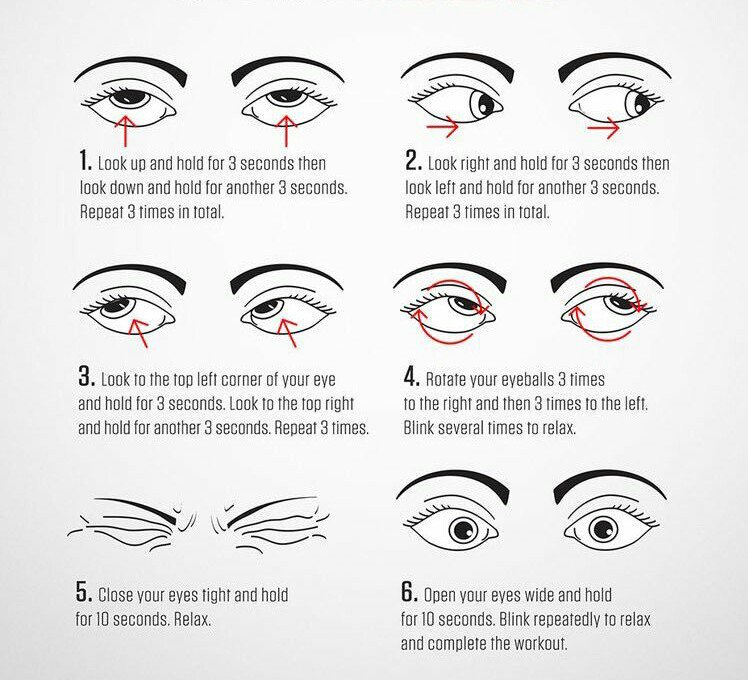 1. Look up and hold for 3 seconds then
look down and hold for another 3 seconds.
Repeat 3 times in total.
2. Look right and hold for 3 seconds then
look left and hold for another 3 seconds.
Repeat 3 times in total.
3. Look to the top left corner of your eye
and hold for 3 seconds. Look to the top right
and hold for another 3 seconds. Repeat 3 times.
4. Rotate your eyeballs 3 times
to the right and then 3 times to the left.
Blink several times to relax.
5. Close your eyes tight and hold
for 10 seconds. Relax.
6. Open your eyes wide and hold
for 10 seconds. Blink repeatedly to relax
and complete the workout.